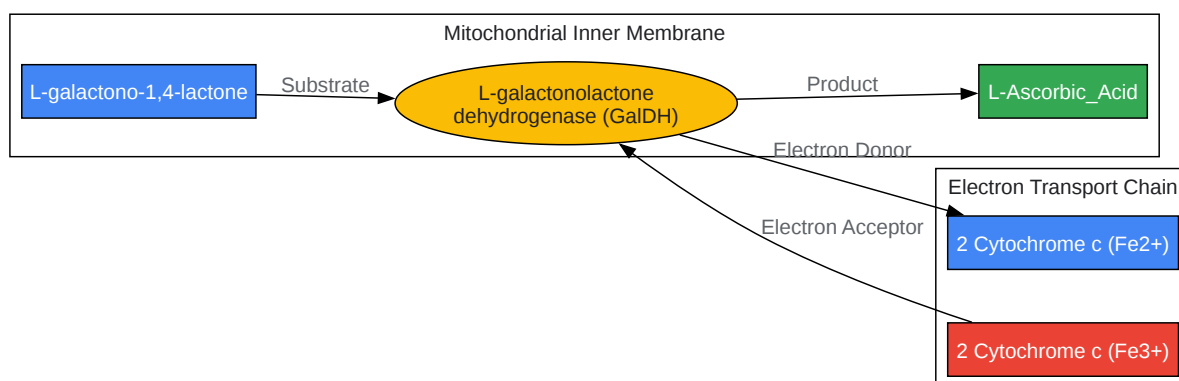 Mitochondrial Inner Membrane
L-galactono-1,4-lactone
Substrate
L-galactonolactone
dehydrogenase (GalDH)
Product
L-Ascorbic_Acid
Electron Donor
Electron Transport Chain
2 Cytochrome c (Fe2+)
Electron Acceptor
2 Cytochrome c (Fe3+)